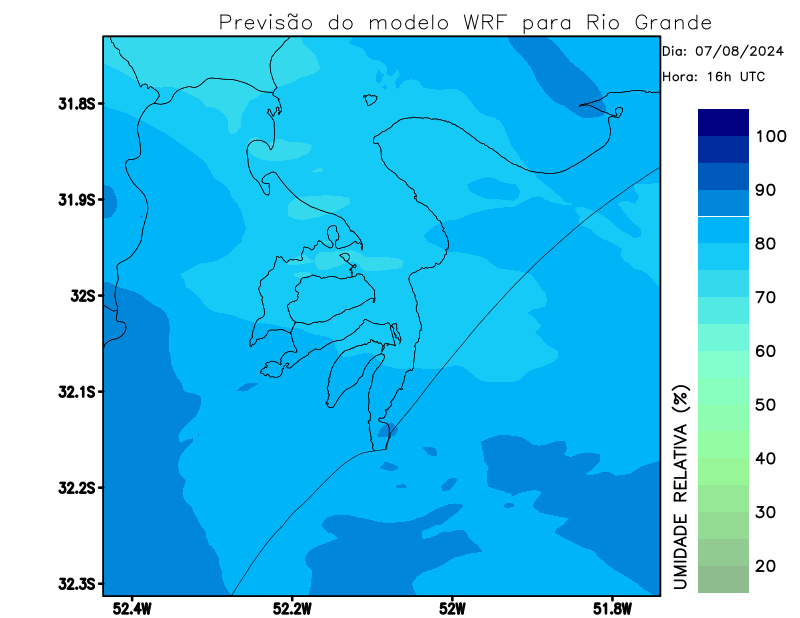 Previsão do modelo WRF para Rio Grande
Dia: 07/08/2024
Hora: 16h UTC
31.8S
31.9S
32S
32.1S
32.2S
32.3S
52.4W
52.2W
52W
51.8W
100
90
80
70
60
50
40
30
20
UMIDADE RELATIVA (%)